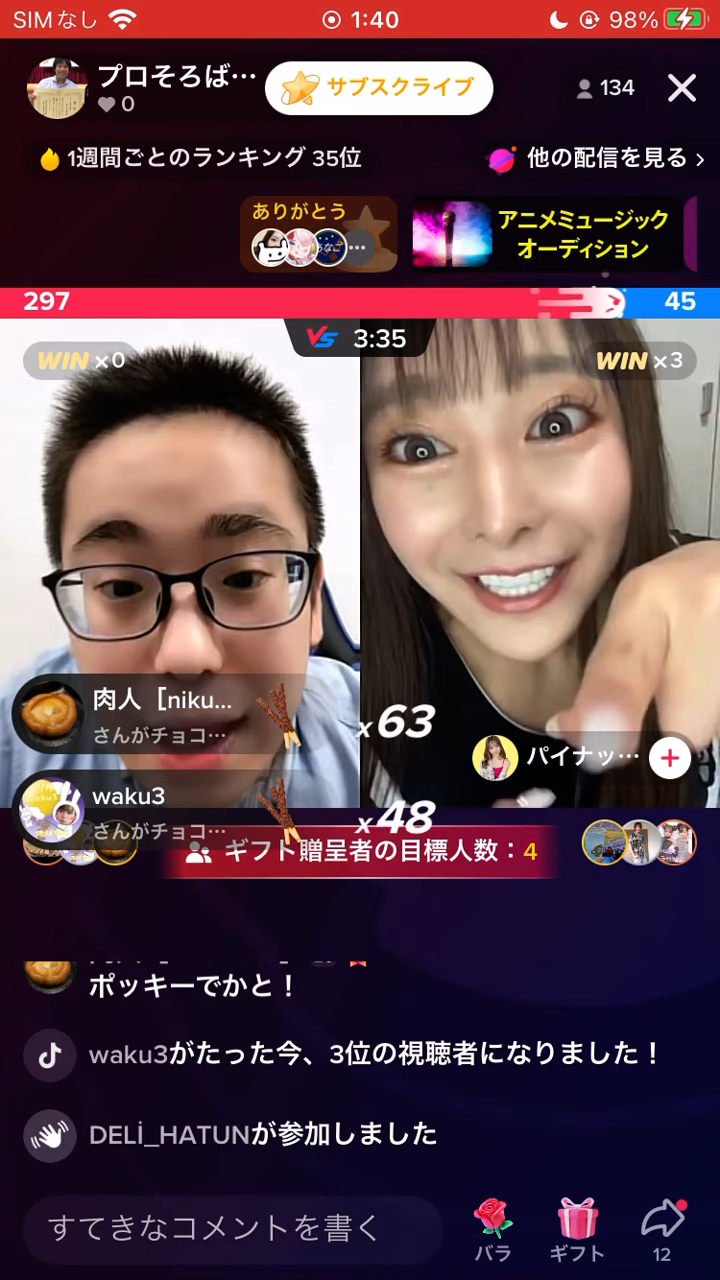 SIMなし 1:40 98%
プロそろば… サブスクライブ 134
0
1週間ごとのランキング 35位 他の配信を見る
ありがとう
アニメミュージック
オーディション
297 45
VS 3:35
WIN x0 WIN x3
肉人［niku...
さんがチョコ…
x63
パイナッ…
waku3
さんがチョコ…
x48
ギフト贈呈者の目標人数：4
ポッキーでかと！
waku3がたった今、3位の視聴者になりました！
DELİ_HATUNが参加しました
すてきなコメントを書く
バラ ギフト 12